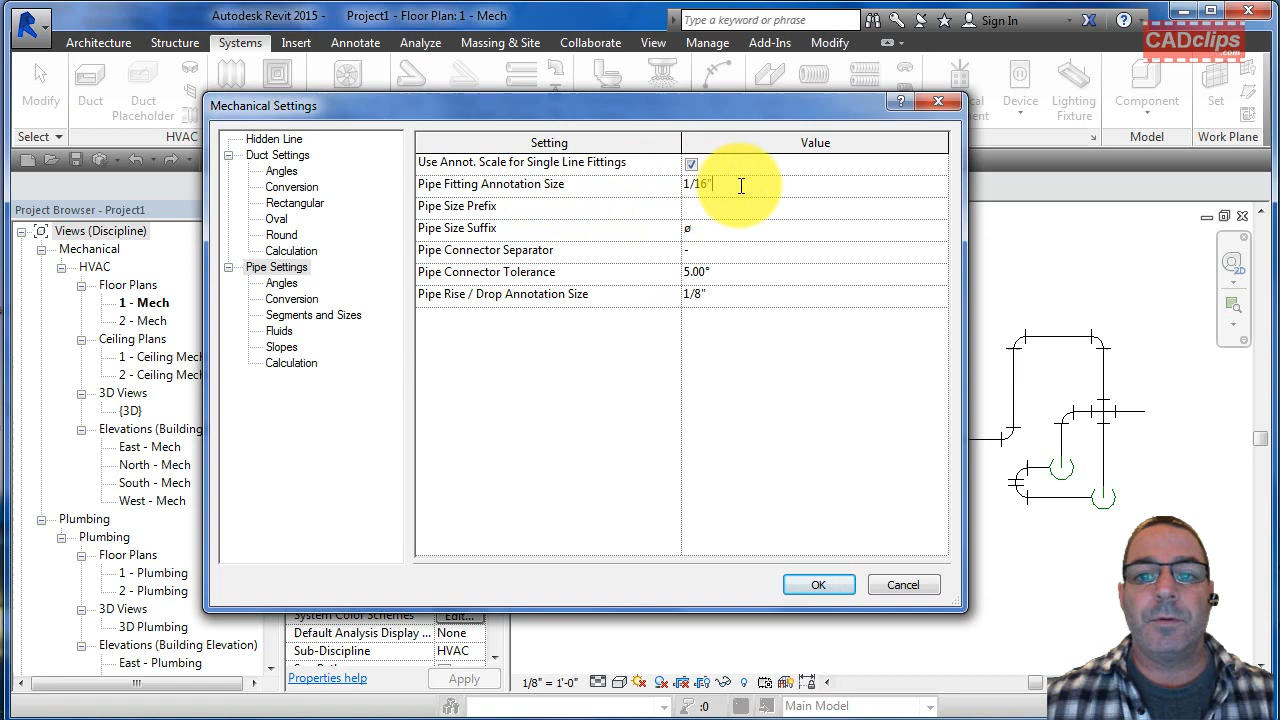 Autodesk Revit 2015 - Project1 - Floor Plan: 1 - Mech
Type a keyword or phrase
Sign In
CADclips
.com
Architecture Structure Systems Insert Annotate Analyze Massing & Site Collaborate View Manage Add-Ins Modify
Modify
Duct
Duct
Placeholder
Device
Lighting
Fixture
Component
Set
Select
HVAC
Model
Work Plane
Mechanical Settings
Hidden Line
Duct Settings
Angles
Conversion
Rectangular
Oval
Round
Calculation
Pipe Settings
Angles
Conversion
Segments and Sizes
Fluids
Slopes
Calculation
Setting Value
Use Annot. Scale for Single Line Fittings
Pipe Fitting Annotation Size 1/16"
Pipe Size Prefix
Pipe Size Suffix ø
Pipe Connector Separator -
Pipe Connector Tolerance 5.00°
Pipe Rise / Drop Annotation Size 1/8"
OK Cancel
Project Browser - Project1
Views (Discipline)
Mechanical
HVAC
Floor Plans
1 - Mech
2 - Mech
Ceiling Plans
1 - Ceiling Mech
2 - Ceiling Mech
3D Views
{3D}
Elevations (Building
East - Mech
North - Mech
South - Mech
West - Mech
Plumbing
Plumbing
Floor Plans
1 - Plumbing
2 - Plumbing
3D Views
3D Plumbing
Elevations (Building Elevation)
East - Plumbing
System Color Schemes Edit...
Default Analysis Display ... None
Sub-Discipline HVAC
Properties help
Apply
1/8" = 1'-0"
:0
Main Model
2D